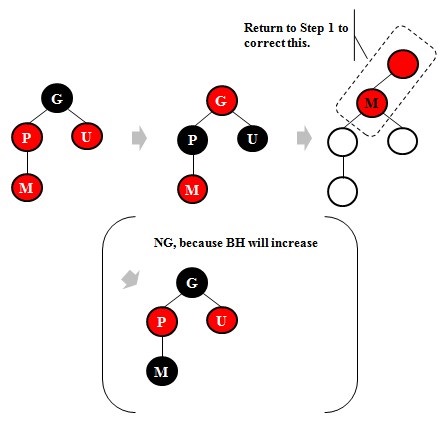 Return to Step 1 to
correct this.
G
P
U
M
G
P
U
M
M
NG, because BH will increase
G
P
U
M